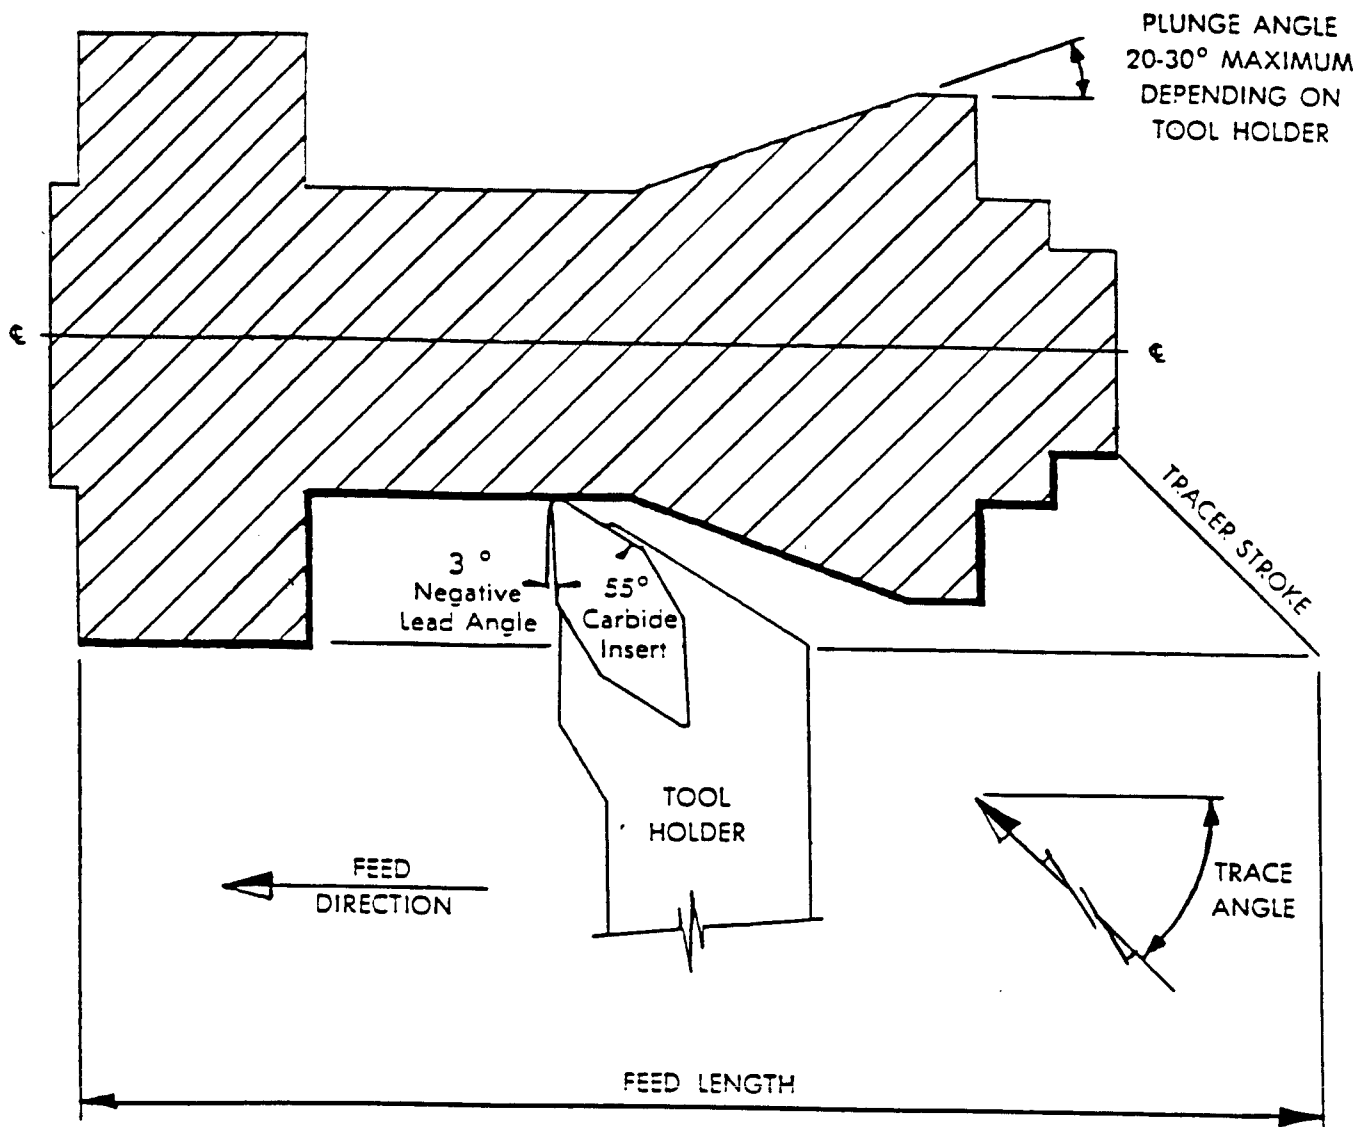 PLUNGE ANGLE
20-30° MAXIMUM
DEPENDING ON
TOOL HOLDER
℄
℄
TRACER STROKE
3 °
Negative
Lead Angle
55°
Carbide
Insert
TOOL
HOLDER
FEED
DIRECTION
TRACE
ANGLE
FEED LENGTH